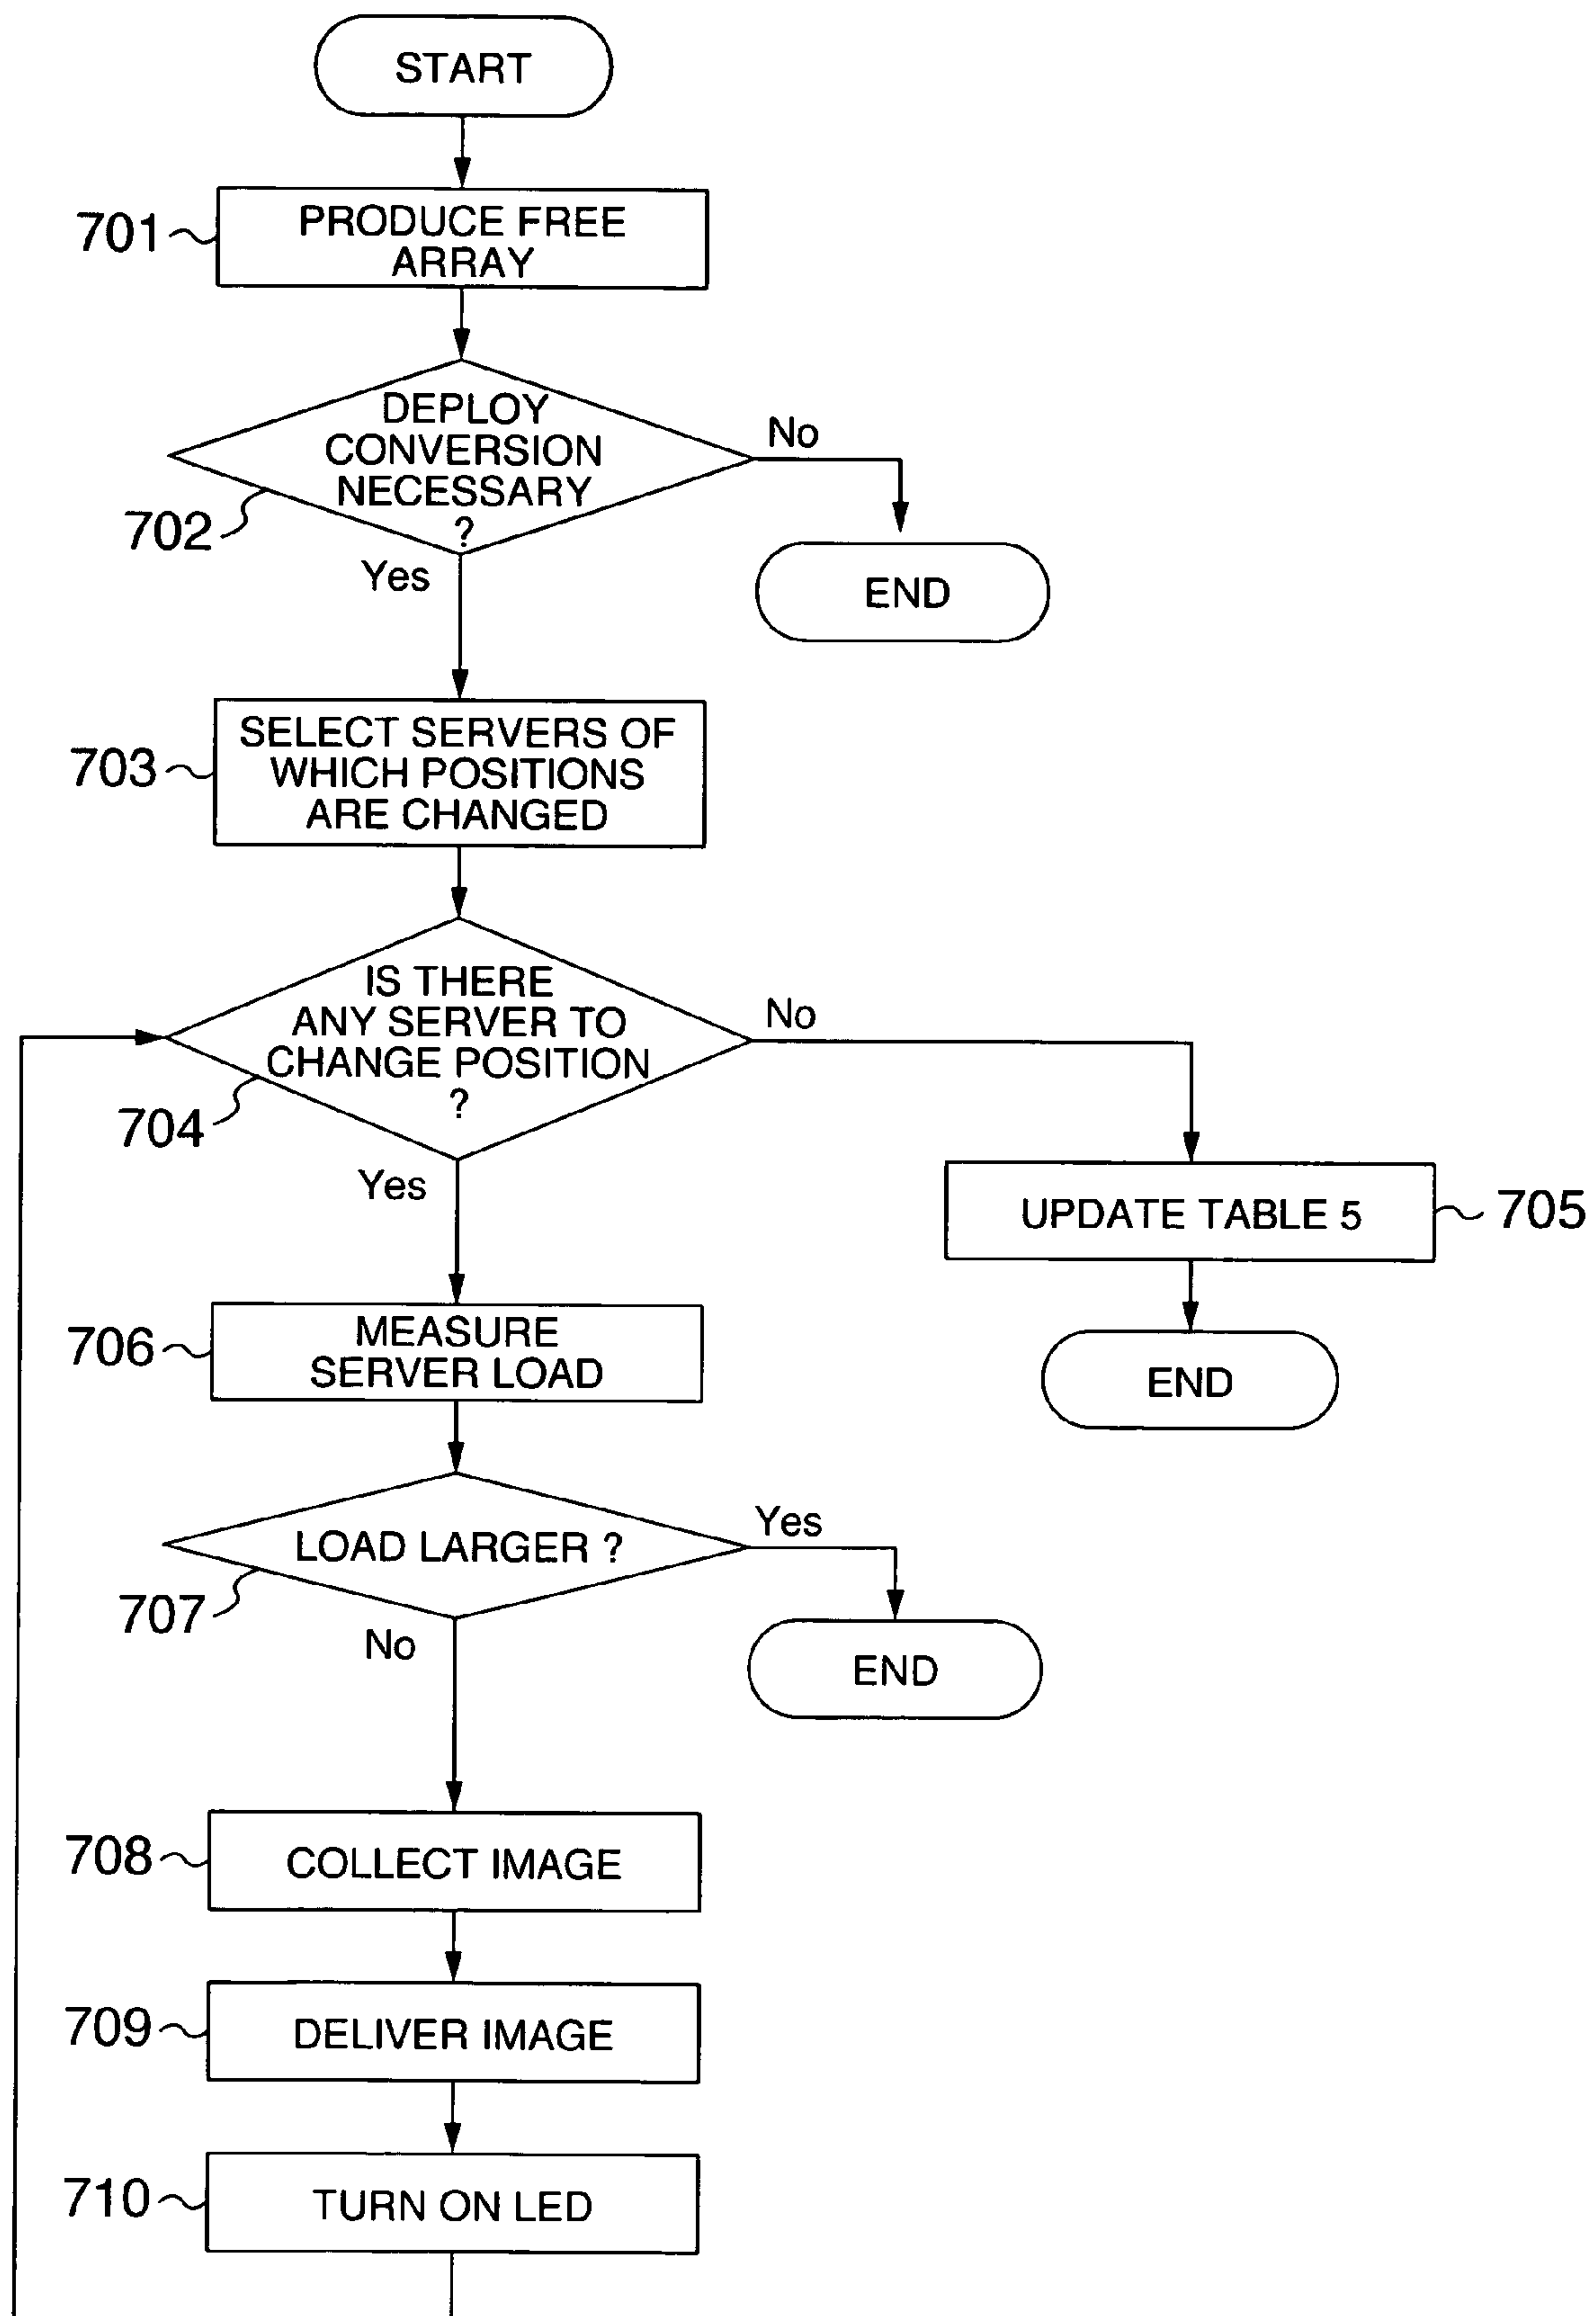 START
701
PRODUCE FREE
ARRAY
DEPLOY
CONVERSION
NECESSARY
?
No
702
Yes
END
703
SELECT SERVERS OF
WHICH POSITIONS
ARE CHANGED
IS THERE
ANY SERVER TO
CHANGE POSITION
?
No
704
Yes
UPDATE TABLE 5
705
706
MEASURE
SERVER LOAD
END
LOAD LARGER ?
Yes
707
No
END
708
COLLECT IMAGE
709
DELIVER IMAGE
710
TURN ON LED